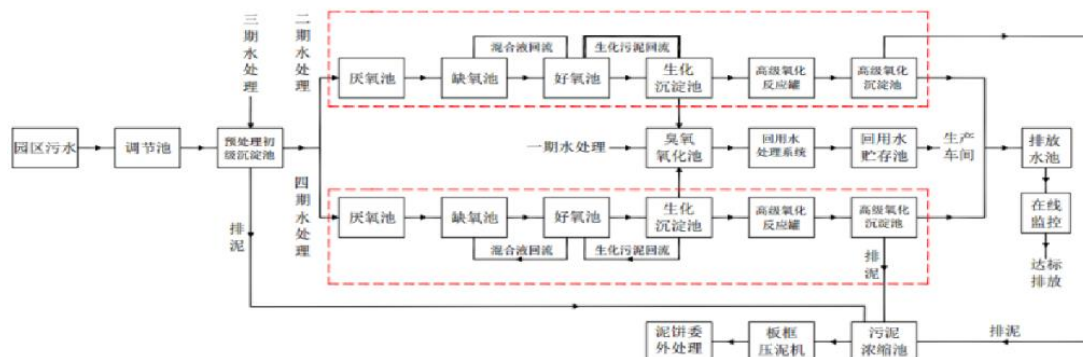 三期水处理
二期水处理
混合液回流
生化污泥回流
厌氧池
缺氧池
好氧池
生化
沉淀池
高级氧化
反应罐
高级氧化
沉淀池
园区污水
调节池
预处理初
级沉淀池
一期水处理
臭氧
氧化池
回用水
处理系统
回用水
贮存池
生产
车间
排放
水池
四期水处理
厌氧池
缺氧池
好氧池
生化
沉淀池
高级氧化
反应罐
高级氧化
沉淀池
在线
监控
混合液回流
生化污泥回流
排泥
排泥
达标
排放
泥饼委
外处理
板框
压泥机
污泥
浓缩池
排泥